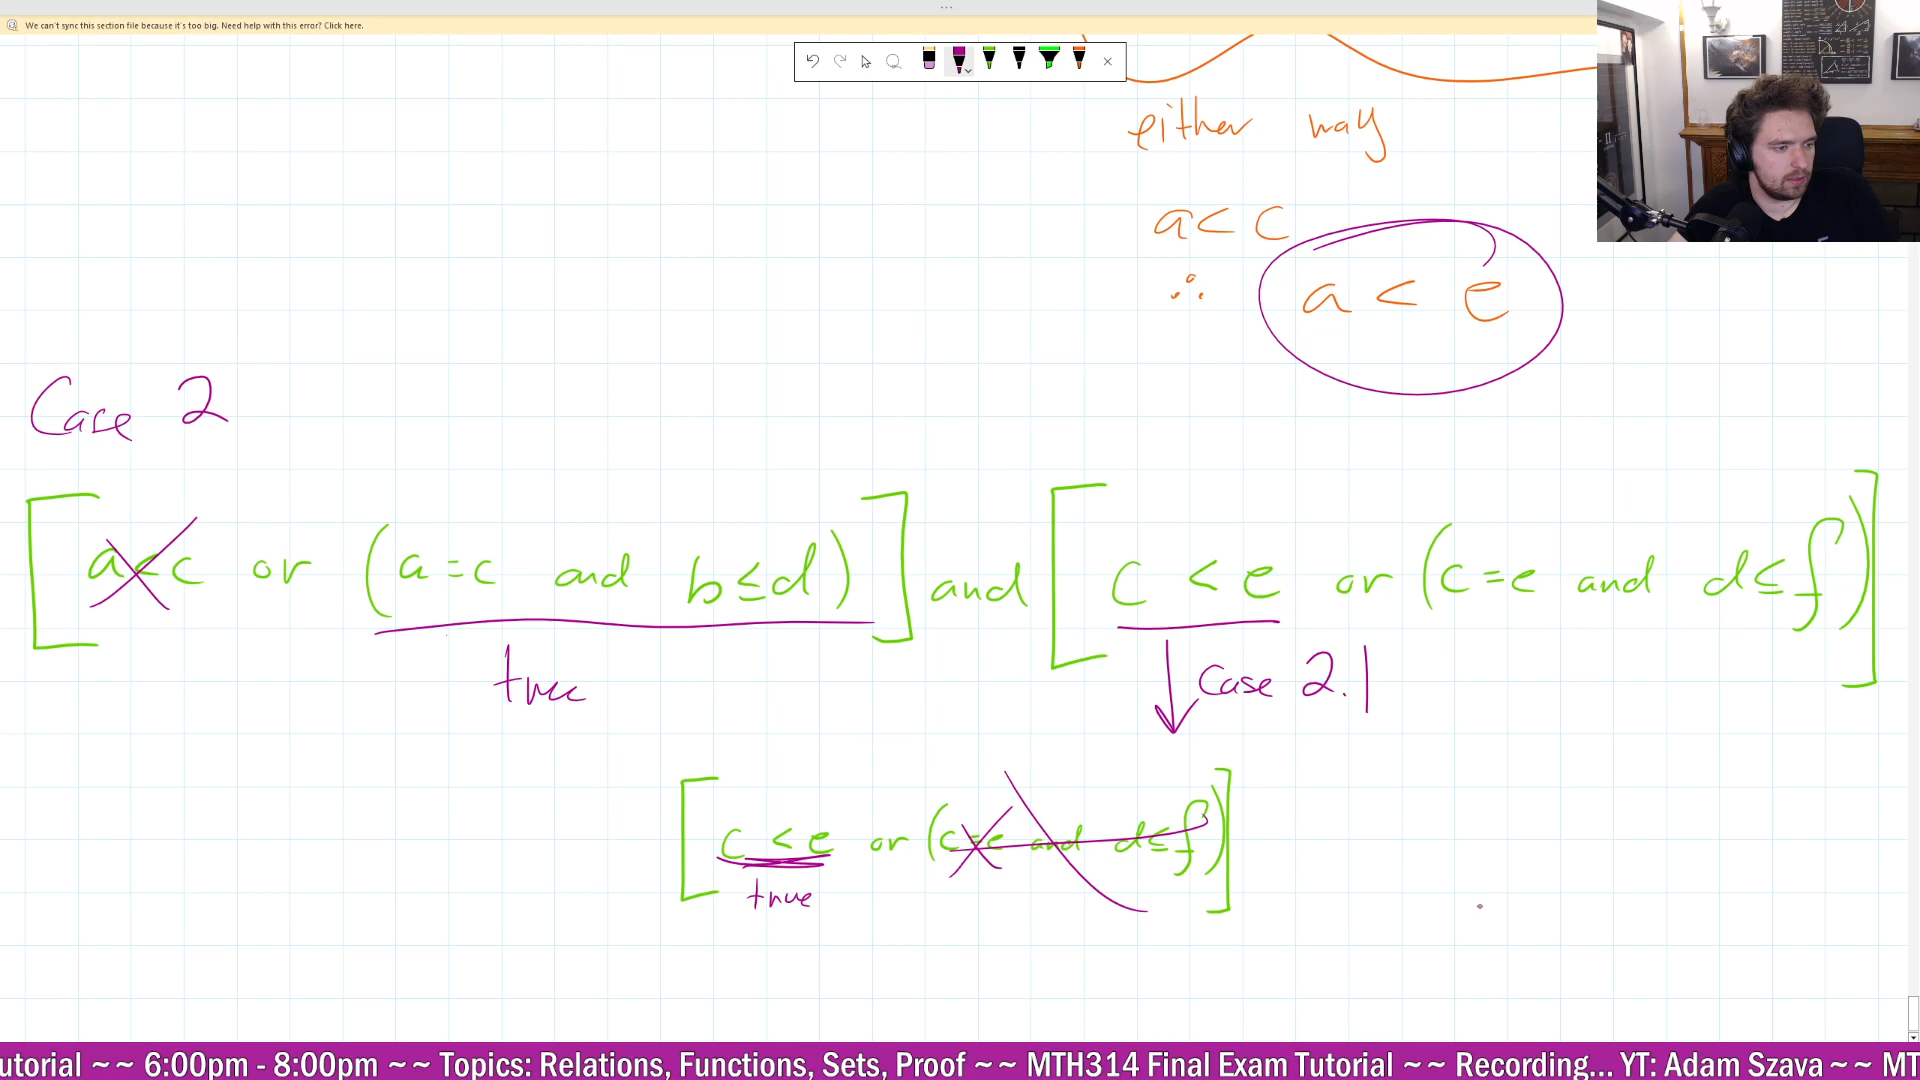 We can't sync this section file because it's too big. Need help with this error? Click here.
either way
a < c
∴ a < e
Case 2
[a<c or (a=c and b≤d)] and [c < e or (c=e and d≤f)]
true
Case 2.1
[c < e or (c=e and d≤f)]
true
utorial ~~ 6:00pm - 8:00pm ~~ Topics: Relations, Functions, Sets, Proof ~~ MTH314 Final Exam Tutorial ~~ Recording... YT: Adam Szava ~~ MT